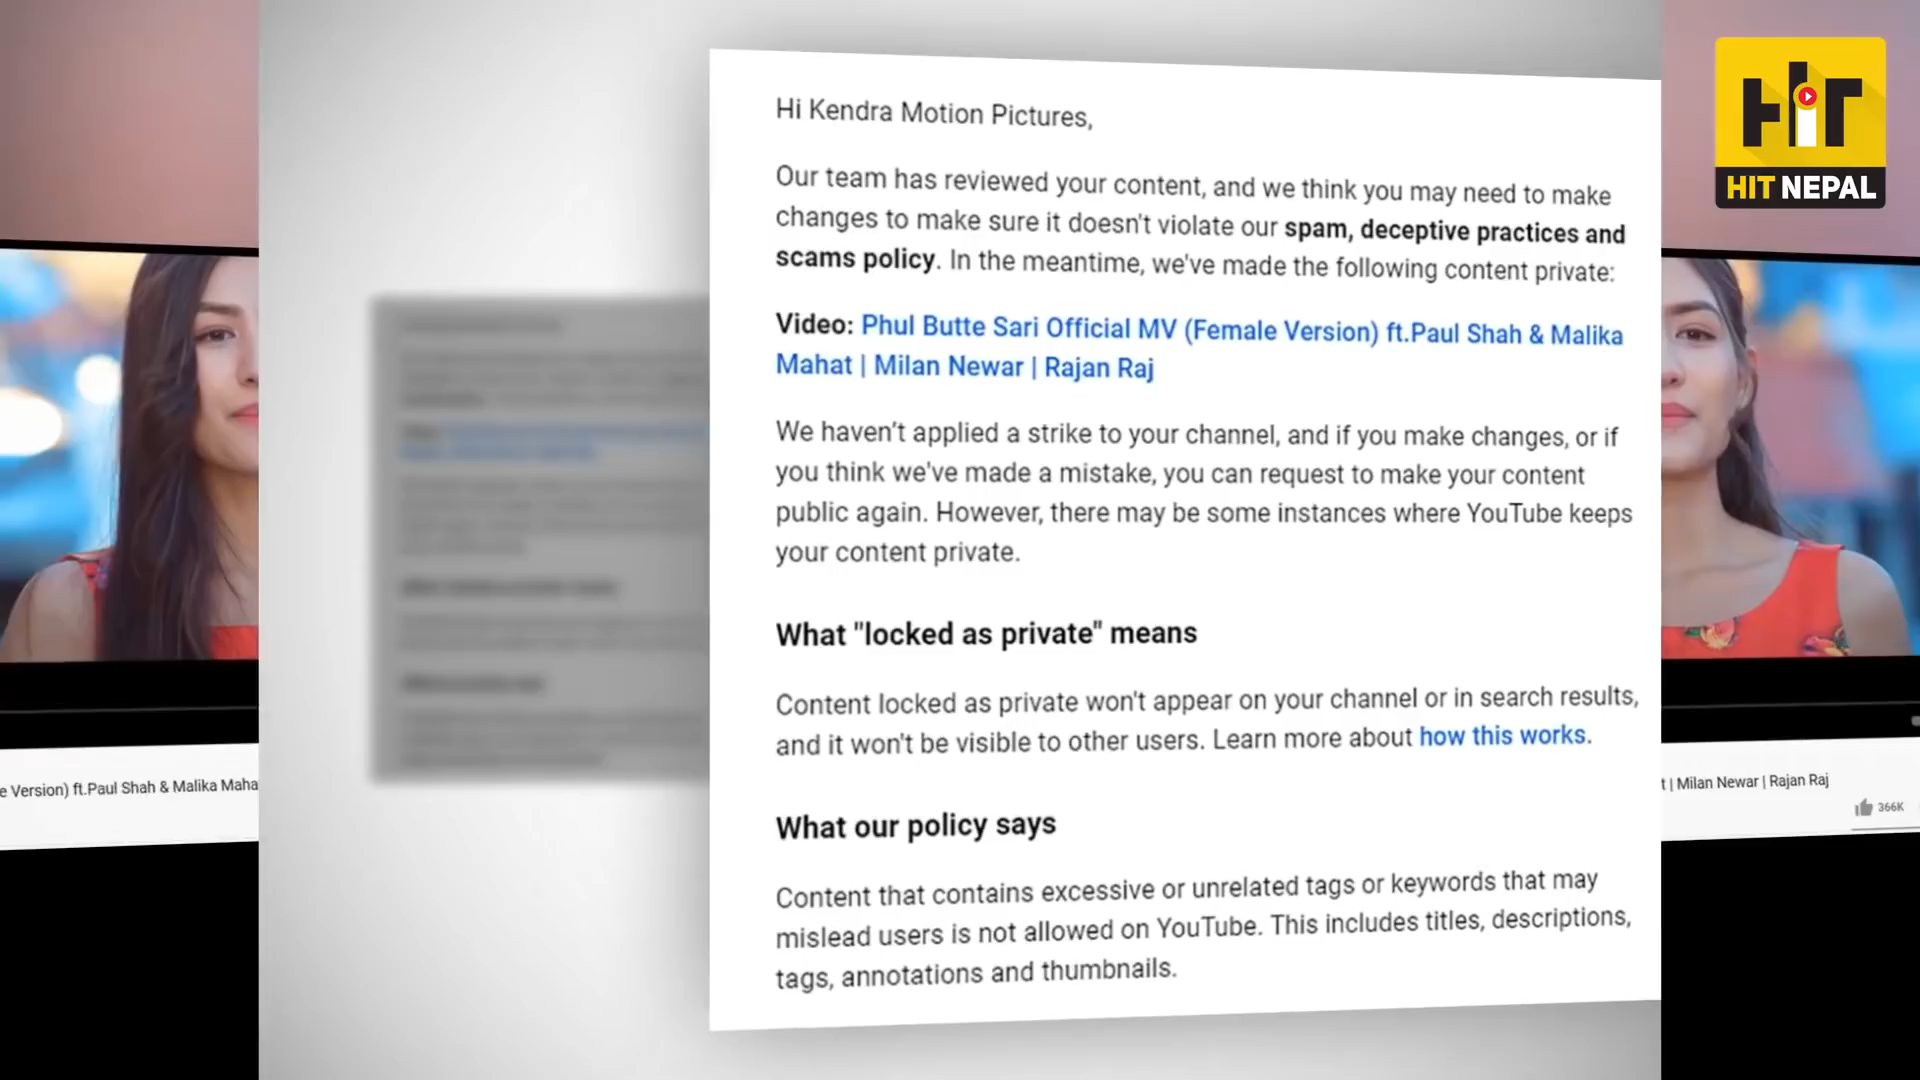 Hi Kendra Motion Pictures,
Our team has reviewed your content, and we think you may need to make
changes to make sure it doesn't violate our spam, deceptive practices and
scams policy. In the meantime, we've made the following content private:
Video: Phul Butte Sari Official MV (Female Version) ft.Paul Shah & Malika
Mahat | Milan Newar | Rajan Raj
We haven't applied a strike to your channel, and if you make changes, or if
you think we've made a mistake, you can request to make your content
public again. However, there may be some instances where YouTube keeps
your content private.
What "locked as private" means
Content locked as private won't appear on your channel or in search results,
and it won't be visible to other users. Learn more about how this works.
What our policy says
Content that contains excessive or unrelated tags or keywords that may
mislead users is not allowed on YouTube. This includes titles, descriptions,
tags, annotations and thumbnails.
HIT
HIT NEPAL
e Version) ft.Paul Shah & Malika Maha
t | Milan Newar | Rajan Raj
366K